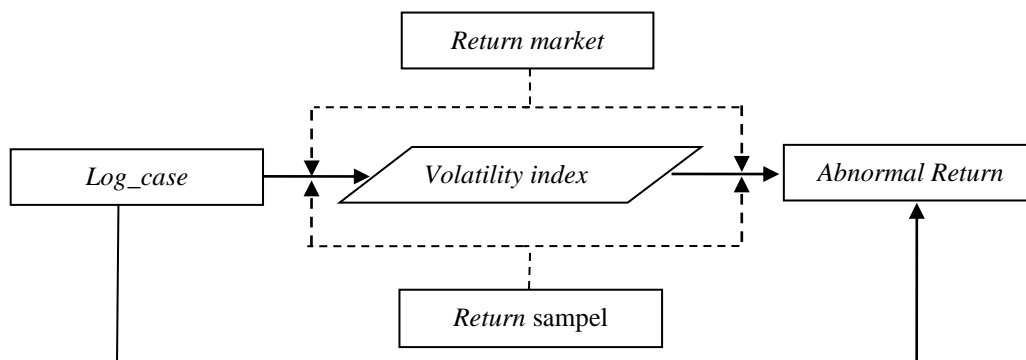 Return market
Log_case
Volatility index
Abnormal Return
Return sampel